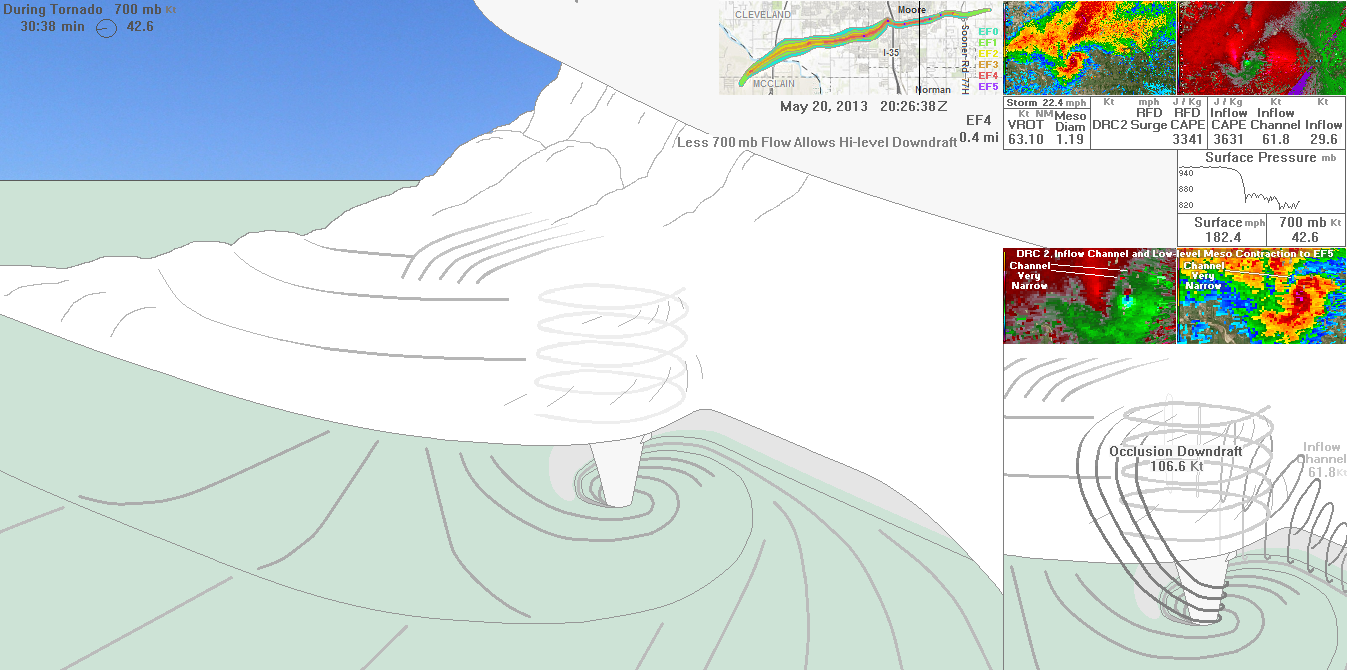 During Tornado 700 mb Kt
30:38 min 42.6
CLEVELAND
Moore
I-35
Sooner Rd-77H
MCCLAIN
Norman
EF0
EF1
EF2
EF3
EF4
EF5
May 20, 2013 20:26:38Z
EF4
0.4 mi
Less 700 mb Flow Allows Hi-level Downdraft
Storm 22.4 mph
Kt NM
VROT Meso Diam
63.10 1.19
Kt mph J / Kg
DRC2 RFD Surge RFD CAPE
3341
J / Kg Kt Kt
Inflow CAPE Inflow Channel Inflow
3631 61.8 29.6
Surface Pressure mb
940
880
820
Surface mph 700 mb Kt
182.4 42.6
DRC 2, Inflow Channel and Low-level Meso Contraction to EF5
Channel Very Narrow
Channel Very Narrow
Occlusion Downdraft
106.6 Kt
Inflow
Channel
61.8 Kt